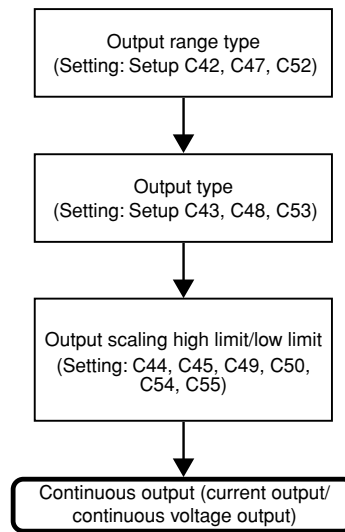 Output range type
(Setting: Setup C42, C47, C52)
Output type
(Setting: Setup C43, C48, C53)
Output scaling high limit/low limit
(Setting: C44, C45, C49, C50,
C54, C55)
Continuous output (current output/
continuous voltage output)